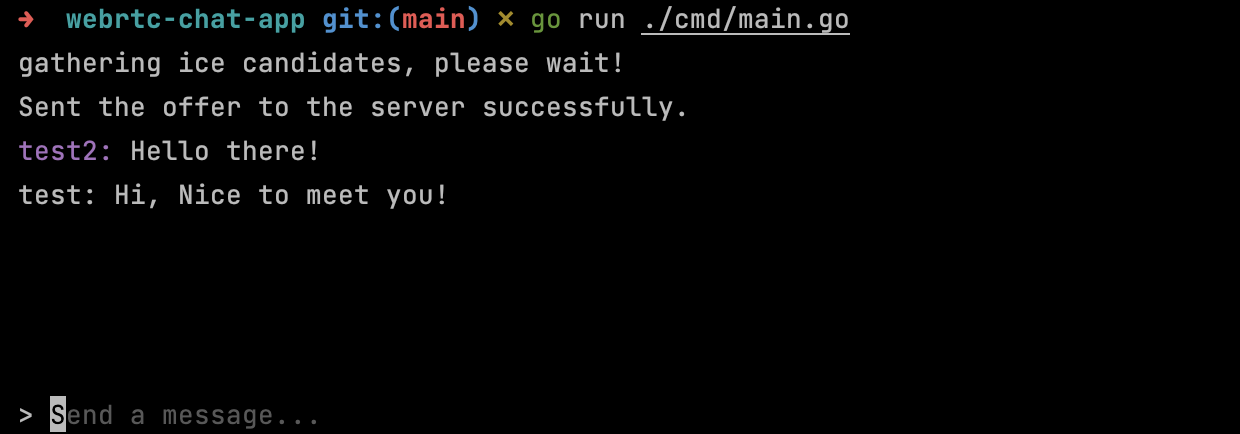 ➜  webrtc-chat-app git:(main) ✗ go run ./cmd/main.go
gathering ice candidates, please wait!
Sent the offer to the server successfully.
test2: Hello there!
test: Hi, Nice to meet you!
> Send a message...